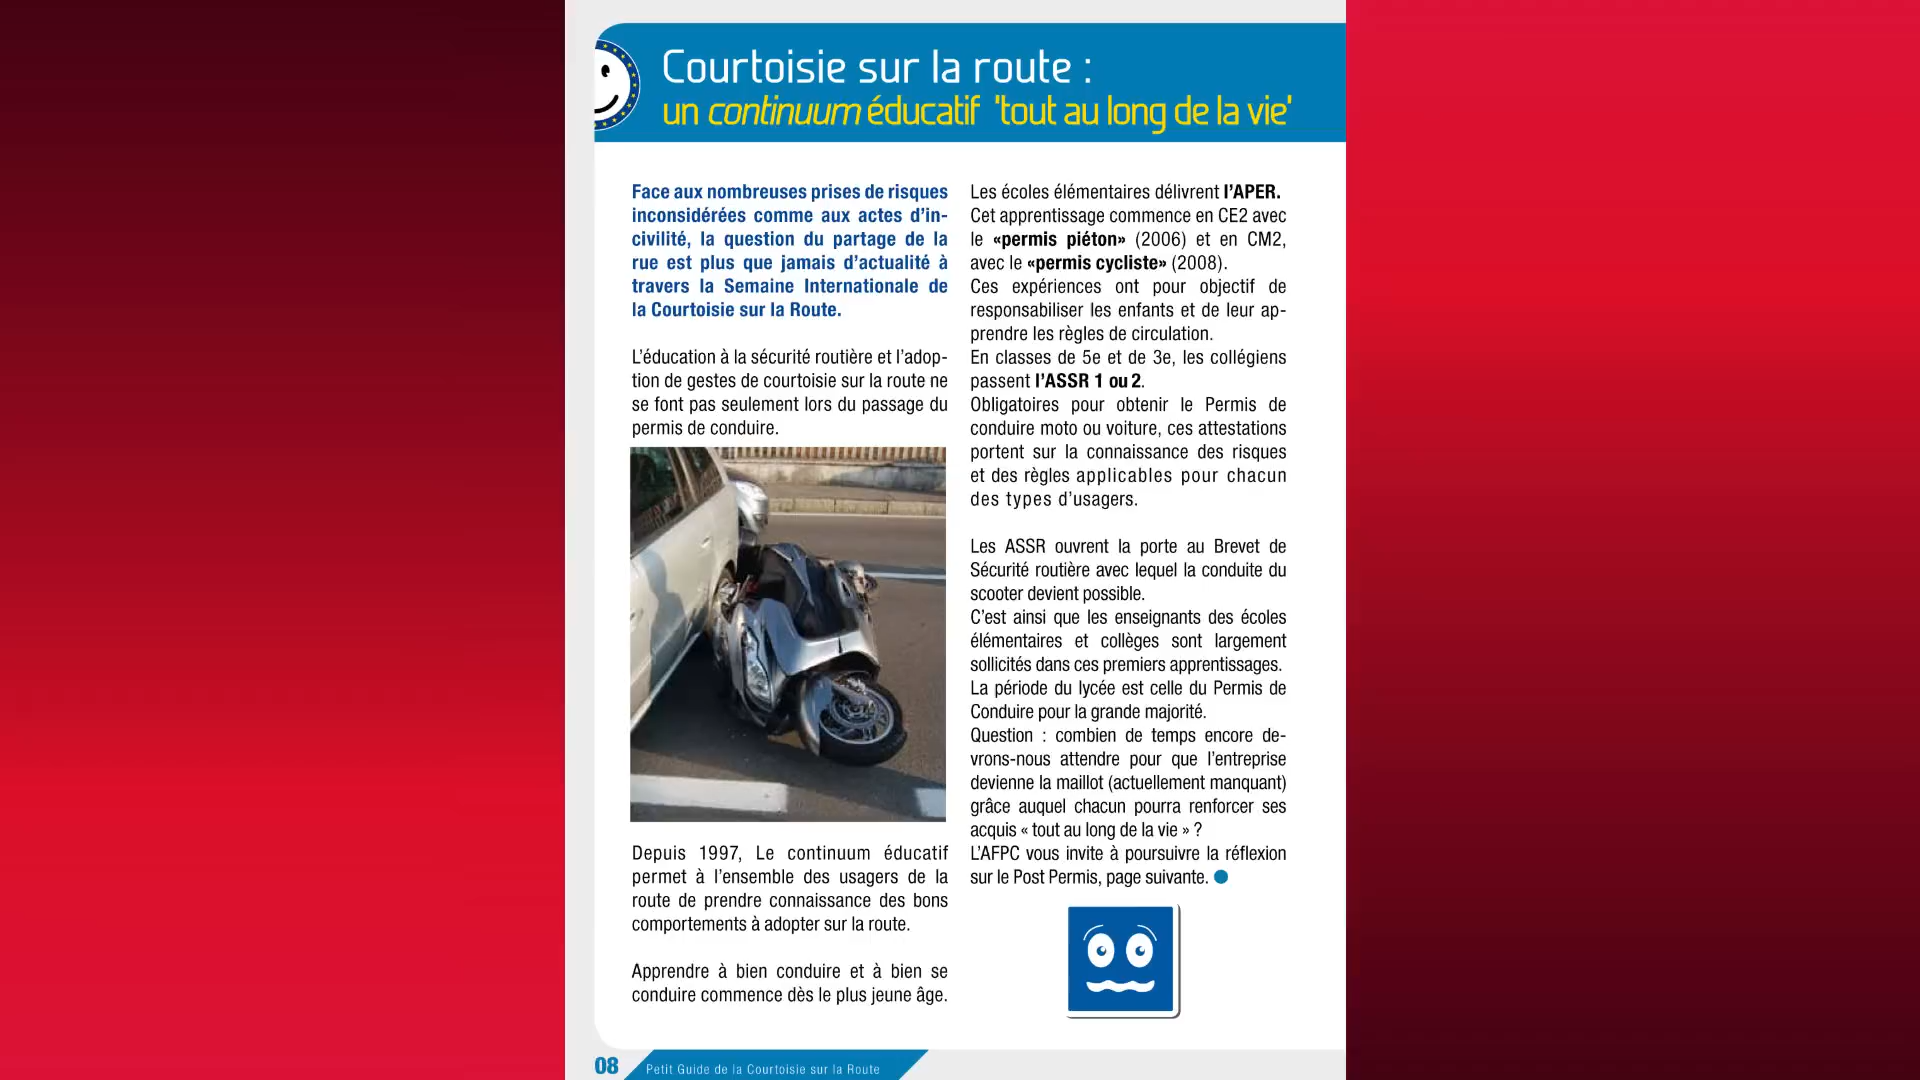 Courtoisie sur la route :
un continuum éducatif 'tout au long de la vie'
Face aux nombreuses prises de risques
inconsidérées comme aux actes d’in-
civilité, la question du partage de la
rue est plus que jamais d’actualité à
travers la Semaine Internationale de
la Courtoisie sur la Route.
L’éducation à la sécurité routière et l’adop-
tion de gestes de courtoisie sur la route ne
se font pas seulement lors du passage du
permis de conduire.
Depuis 1997, Le continuum éducatif
permet à l’ensemble des usagers de la
route de prendre connaissance des bons
comportements à adopter sur la route.
Apprendre à bien conduire et à bien se
conduire commence dès le plus jeune âge.
Les écoles élémentaires délivrent l’APER.
Cet apprentissage commence en CE2 avec
le «permis piéton» (2006) et en CM2,
avec le «permis cycliste» (2008).
Ces expériences ont pour objectif de
responsabiliser les enfants et de leur ap-
prendre les règles de circulation.
En classes de 5e et de 3e, les collégiens
passent l’ASSR 1 ou 2.
Obligatoires pour obtenir le Permis de
conduire moto ou voiture, ces attestations
portent sur la connaissance des risques
et des règles applicables pour chacun
des types d’usagers.
Les ASSR ouvrent la porte au Brevet de
Sécurité routière avec lequel la conduite du
scooter devient possible.
C’est ainsi que les enseignants des écoles
élémentaires et collèges sont largement
sollicités dans ces premiers apprentissages.
La période du lycée est celle du Permis de
Conduire pour la grande majorité.
Question : combien de temps encore de-
vrons-nous attendre pour que l’entreprise
devienne la maillot (actuellement manquant)
grâce auquel chacun pourra renforcer ses
acquis « tout au long de la vie » ?
L’AFPC vous invite à poursuivre la réflexion
sur le Post Permis, page suivante.
08
Petit Guide de la Courtoisie sur la Route